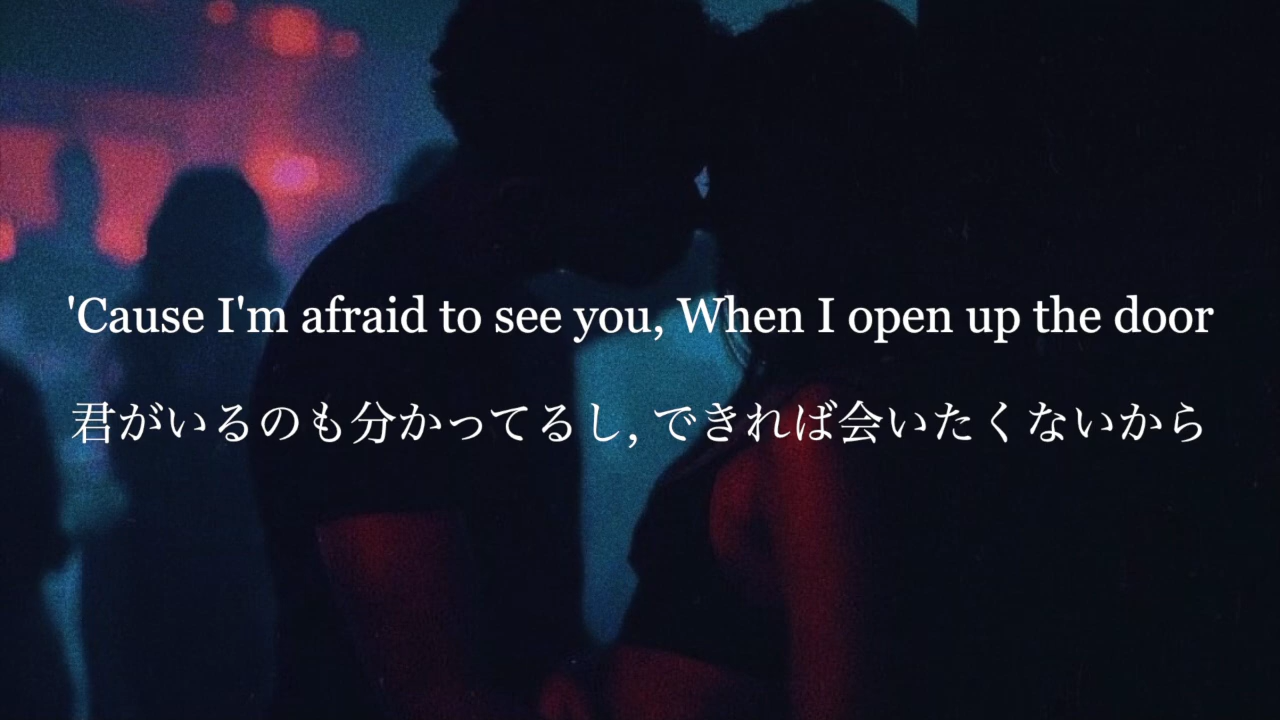 'Cause I'm afraid to see you, When I open up the door
君がいるのも分かってるし, できれば会いたくないから